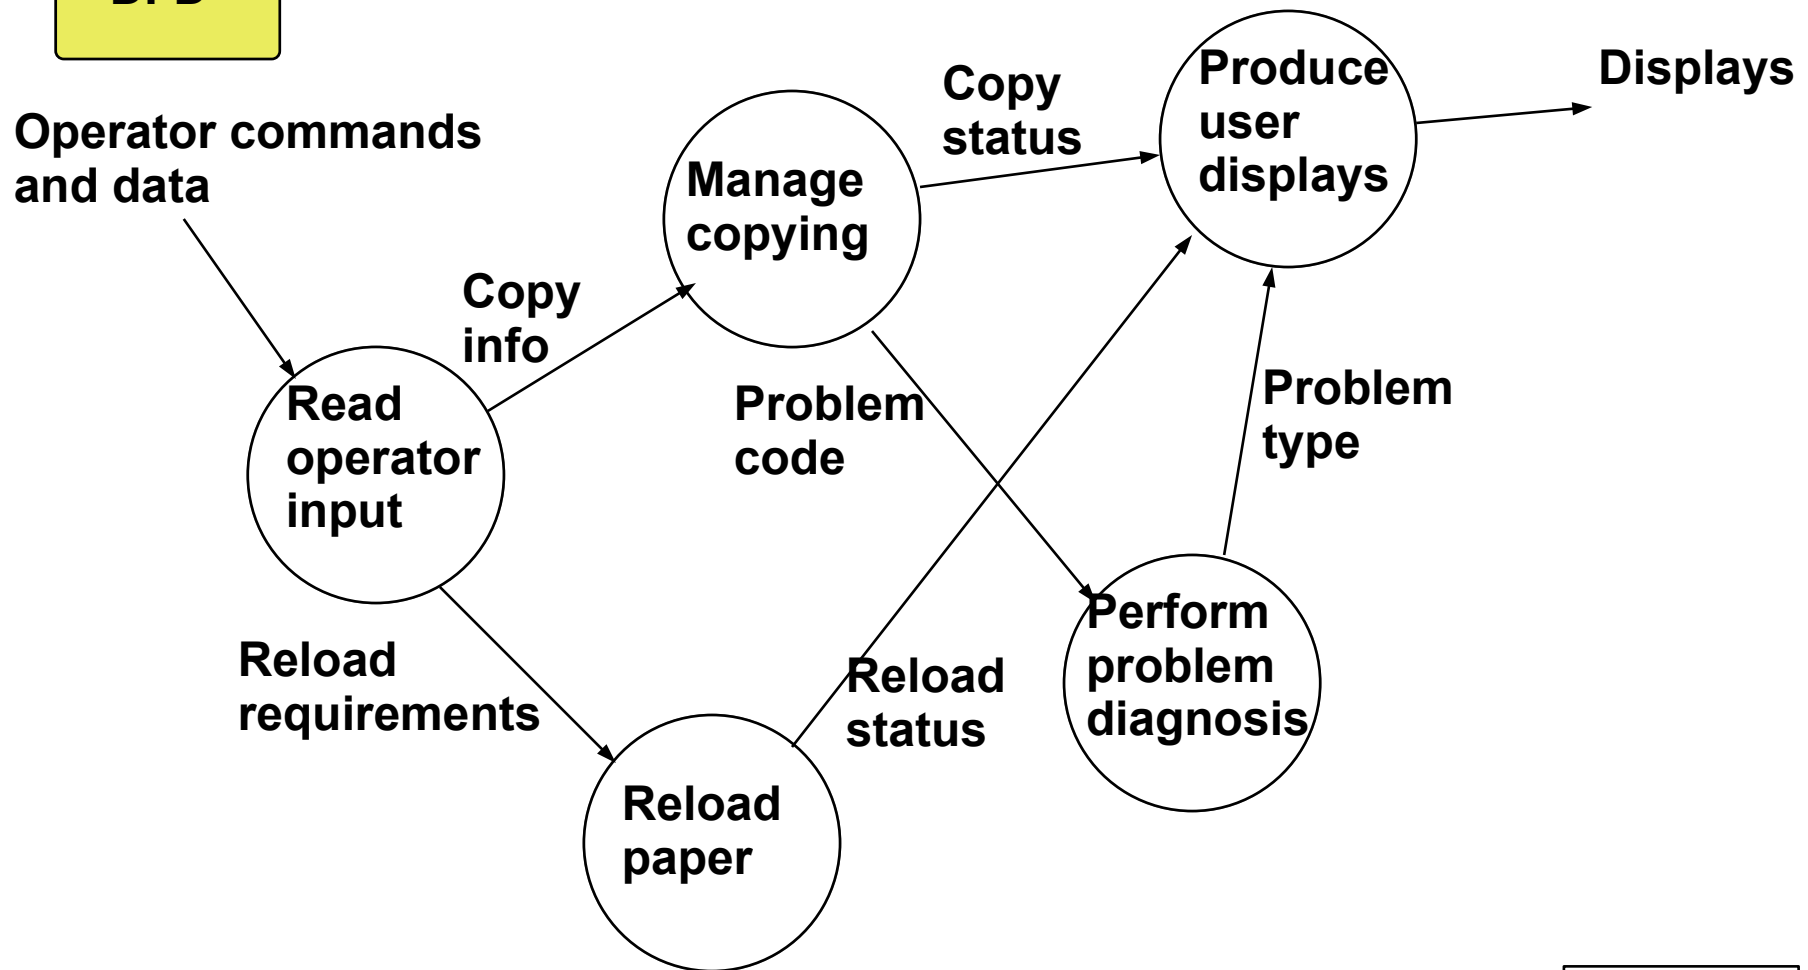 Operator commands
and data
Copy
status
Produce
user
displays
Displays
Manage
copying
Copy
info
Read
operator
input
Problem
code
Problem
type
Reload
requirements
Reload
status
Perform
problem
diagnosis
Reload
paper